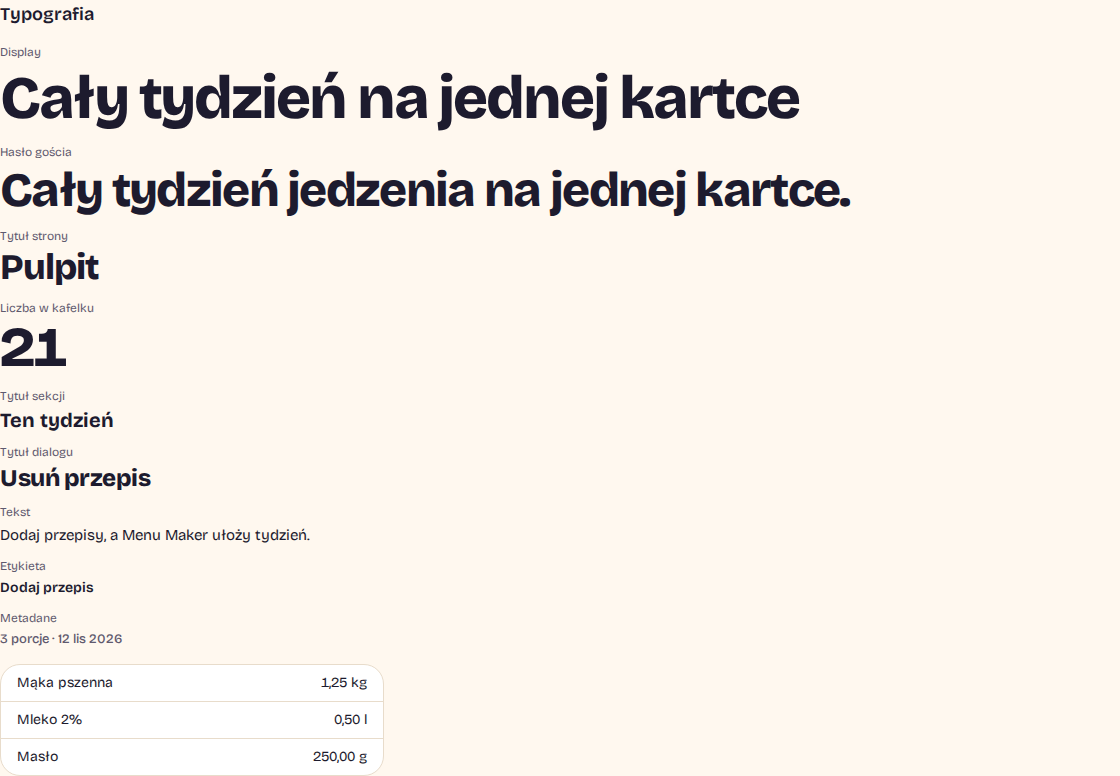 Typografia
Display
Cały tydzień na jednej kartce
Hasło gościa
Cały tydzień jedzenia na jednej kartce.
Tytuł strony
Pulpit
Liczba w kafelku
21
Tytuł sekcji
Ten tydzień
Tytuł dialogu
Usuń przepis
Tekst
Dodaj przepisy, a Menu Maker ułoży tydzień.
Etykieta
Dodaj przepis
Metadane
3 porcje · 12 lis 2026
Mąka pszenna 1,25 kg
Mleko 2% 0,50 l
Masło 250,00 g